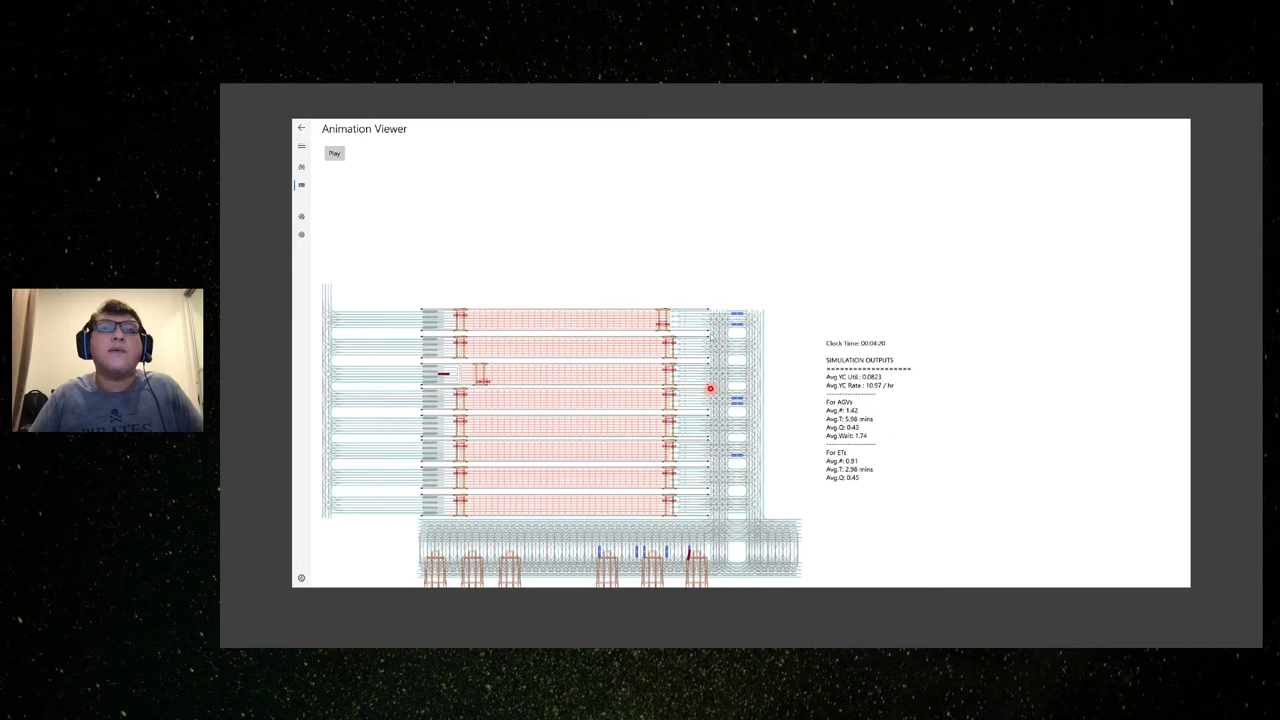 Animation Viewer
Play
Clock Time: 00:04:20
SIMULATION OUTPUTS
===================
Avg.YC Util: 0.0823
Avg.YC Rate : 10.97 / hr
-------------------
For AGVs
Avg.#: 1.42
Avg.T: 5.98 mins
Avg.Q: 0.43
Avg.Wait: 1.74
-------------------
For ETs
Avg.#: 0.91
Avg.T: 2.98 mins
Avg.Q: 0.45
PIRATES